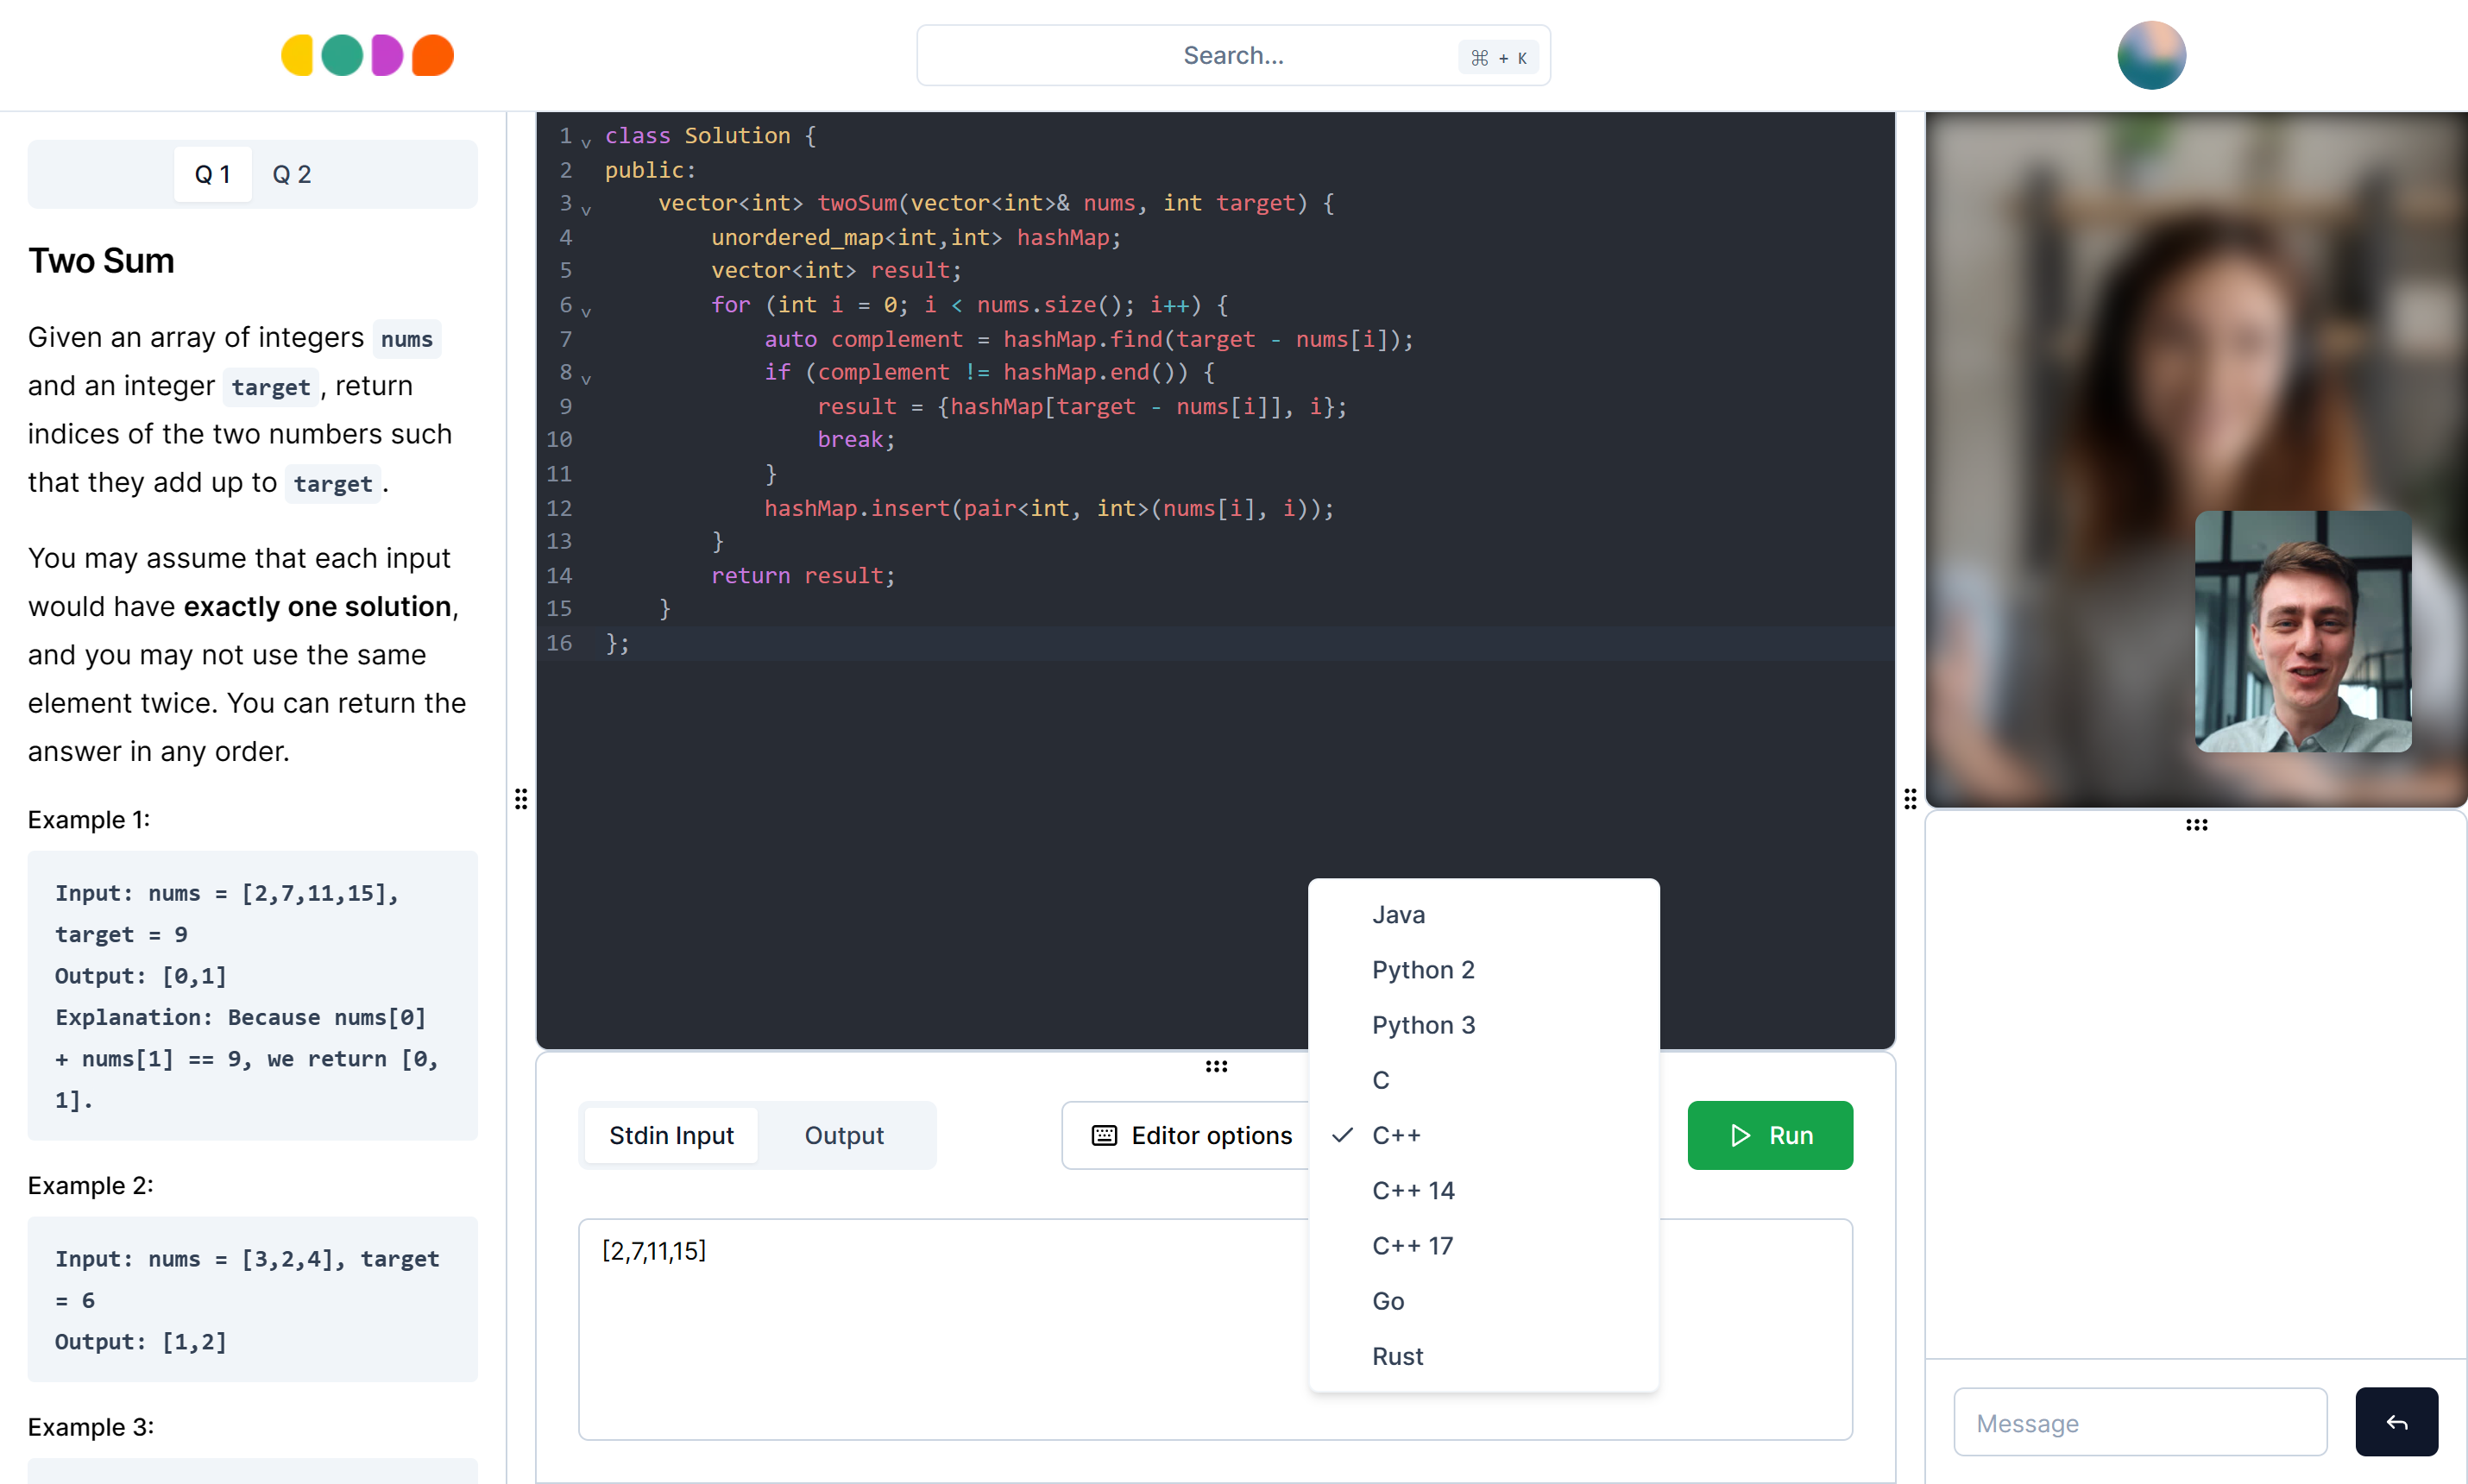 Search...
⌘ + K
Q 1
Q 2
Two Sum
Given an array of integers nums
and an integer target, return
indices of the two numbers such
that they add up to target.
You may assume that each input
would have exactly one solution,
and you may not use the same
element twice. You can return the
answer in any order.
Example 1:
Input: nums = [2,7,11,15],
target = 9
Output: [0,1]
Explanation: Because nums[0]
+ nums[1] == 9, we return [0,
1].
Example 2:
Input: nums = [3,2,4], target
= 6
Output: [1,2]
Example 3:
1 class Solution {
2 public:
3     vector<int> twoSum(vector<int>& nums, int target) {
4         unordered_map<int,int> hashMap;
5         vector<int> result;
6         for (int i = 0; i < nums.size(); i++) {
7             auto complement = hashMap.find(target - nums[i]);
8             if (complement != hashMap.end()) {
9                 result = {hashMap[target - nums[i]], i};
10                 break;
11             }
12             hashMap.insert(pair<int, int>(nums[i], i));
13         }
14         return result;
15     }
16 };
Stdin Input
Output
Editor options
Java
Python 2
Python 3
C
C++
C++ 14
C++ 17
Go
Rust
Run
[2,7,11,15]
Message